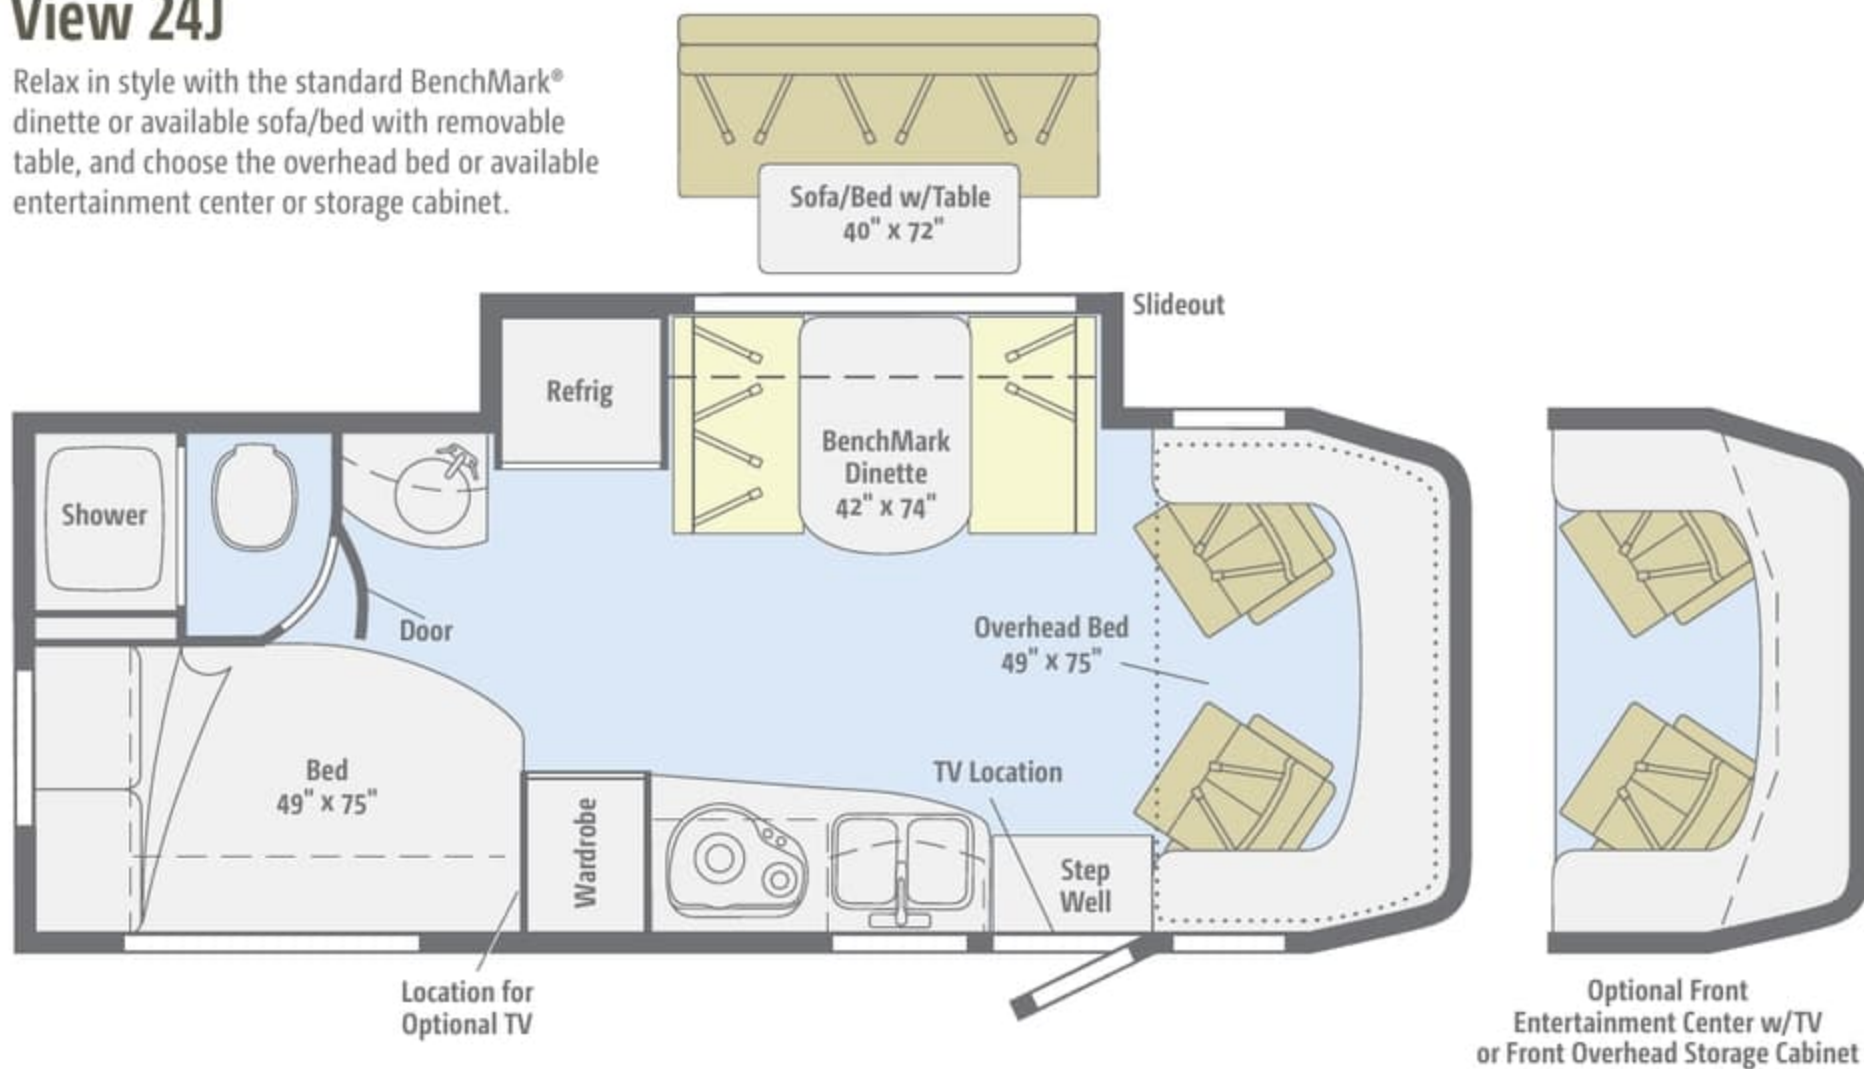 View 24J
Relax in style with the standard BenchMark®
dinette or available sofa/bed with removable
table, and choose the overhead bed or available
entertainment center or storage cabinet.
Sofa/Bed w/Table
40" x 72"
Slideout
Refrig
BenchMark
Dinette
42" x 74"
Shower
Door
Overhead Bed
49" x 75"
TV Location
Bed
49" x 75"
Wardrobe
Step
Well
Location for
Optional TV
Optional Front
Entertainment Center w/TV
or Front Overhead Storage Cabinet